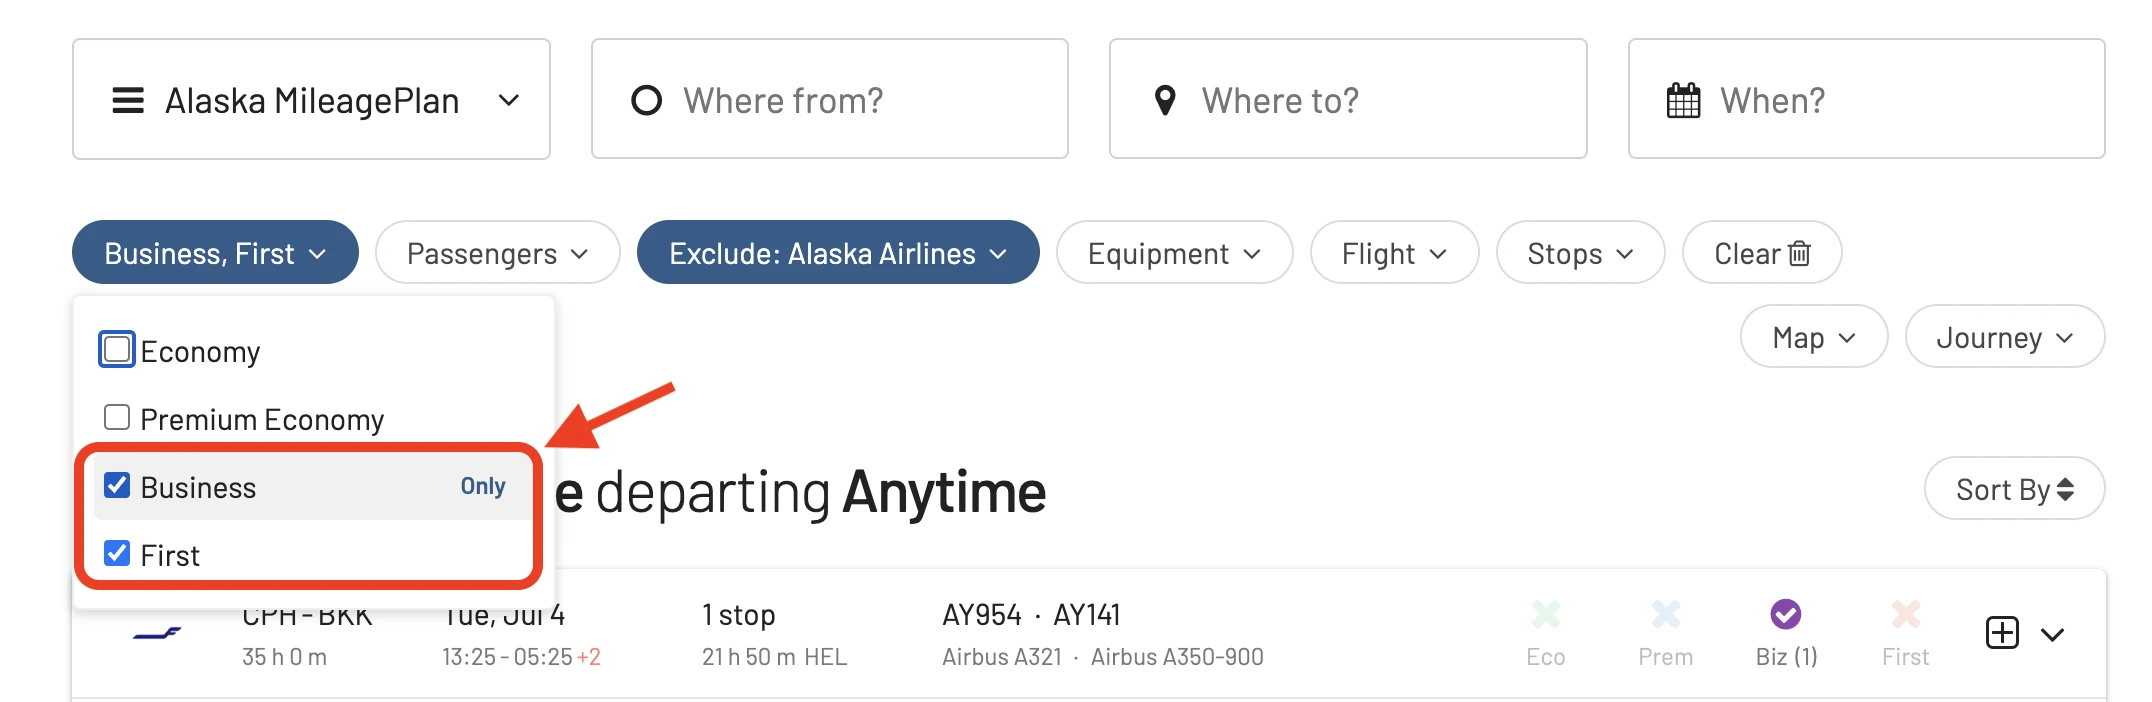 Alaska MileagePlan
Where from?
Where to?
When?
Business, First
Passengers
Exclude: Alaska Airlines
Equipment
Flight
Stops
Clear
Map
Journey
Economy
Premium Economy
Business Only
First
e departing Anytime
Sort By
CPH - BKK Tue, Jul 4 1 stop AY954 · AY141
35 h 0 m 13:25 - 05:25 +2 21 h 50 m HEL Airbus A321 · Airbus A350-900 Eco Prem Biz (1) First